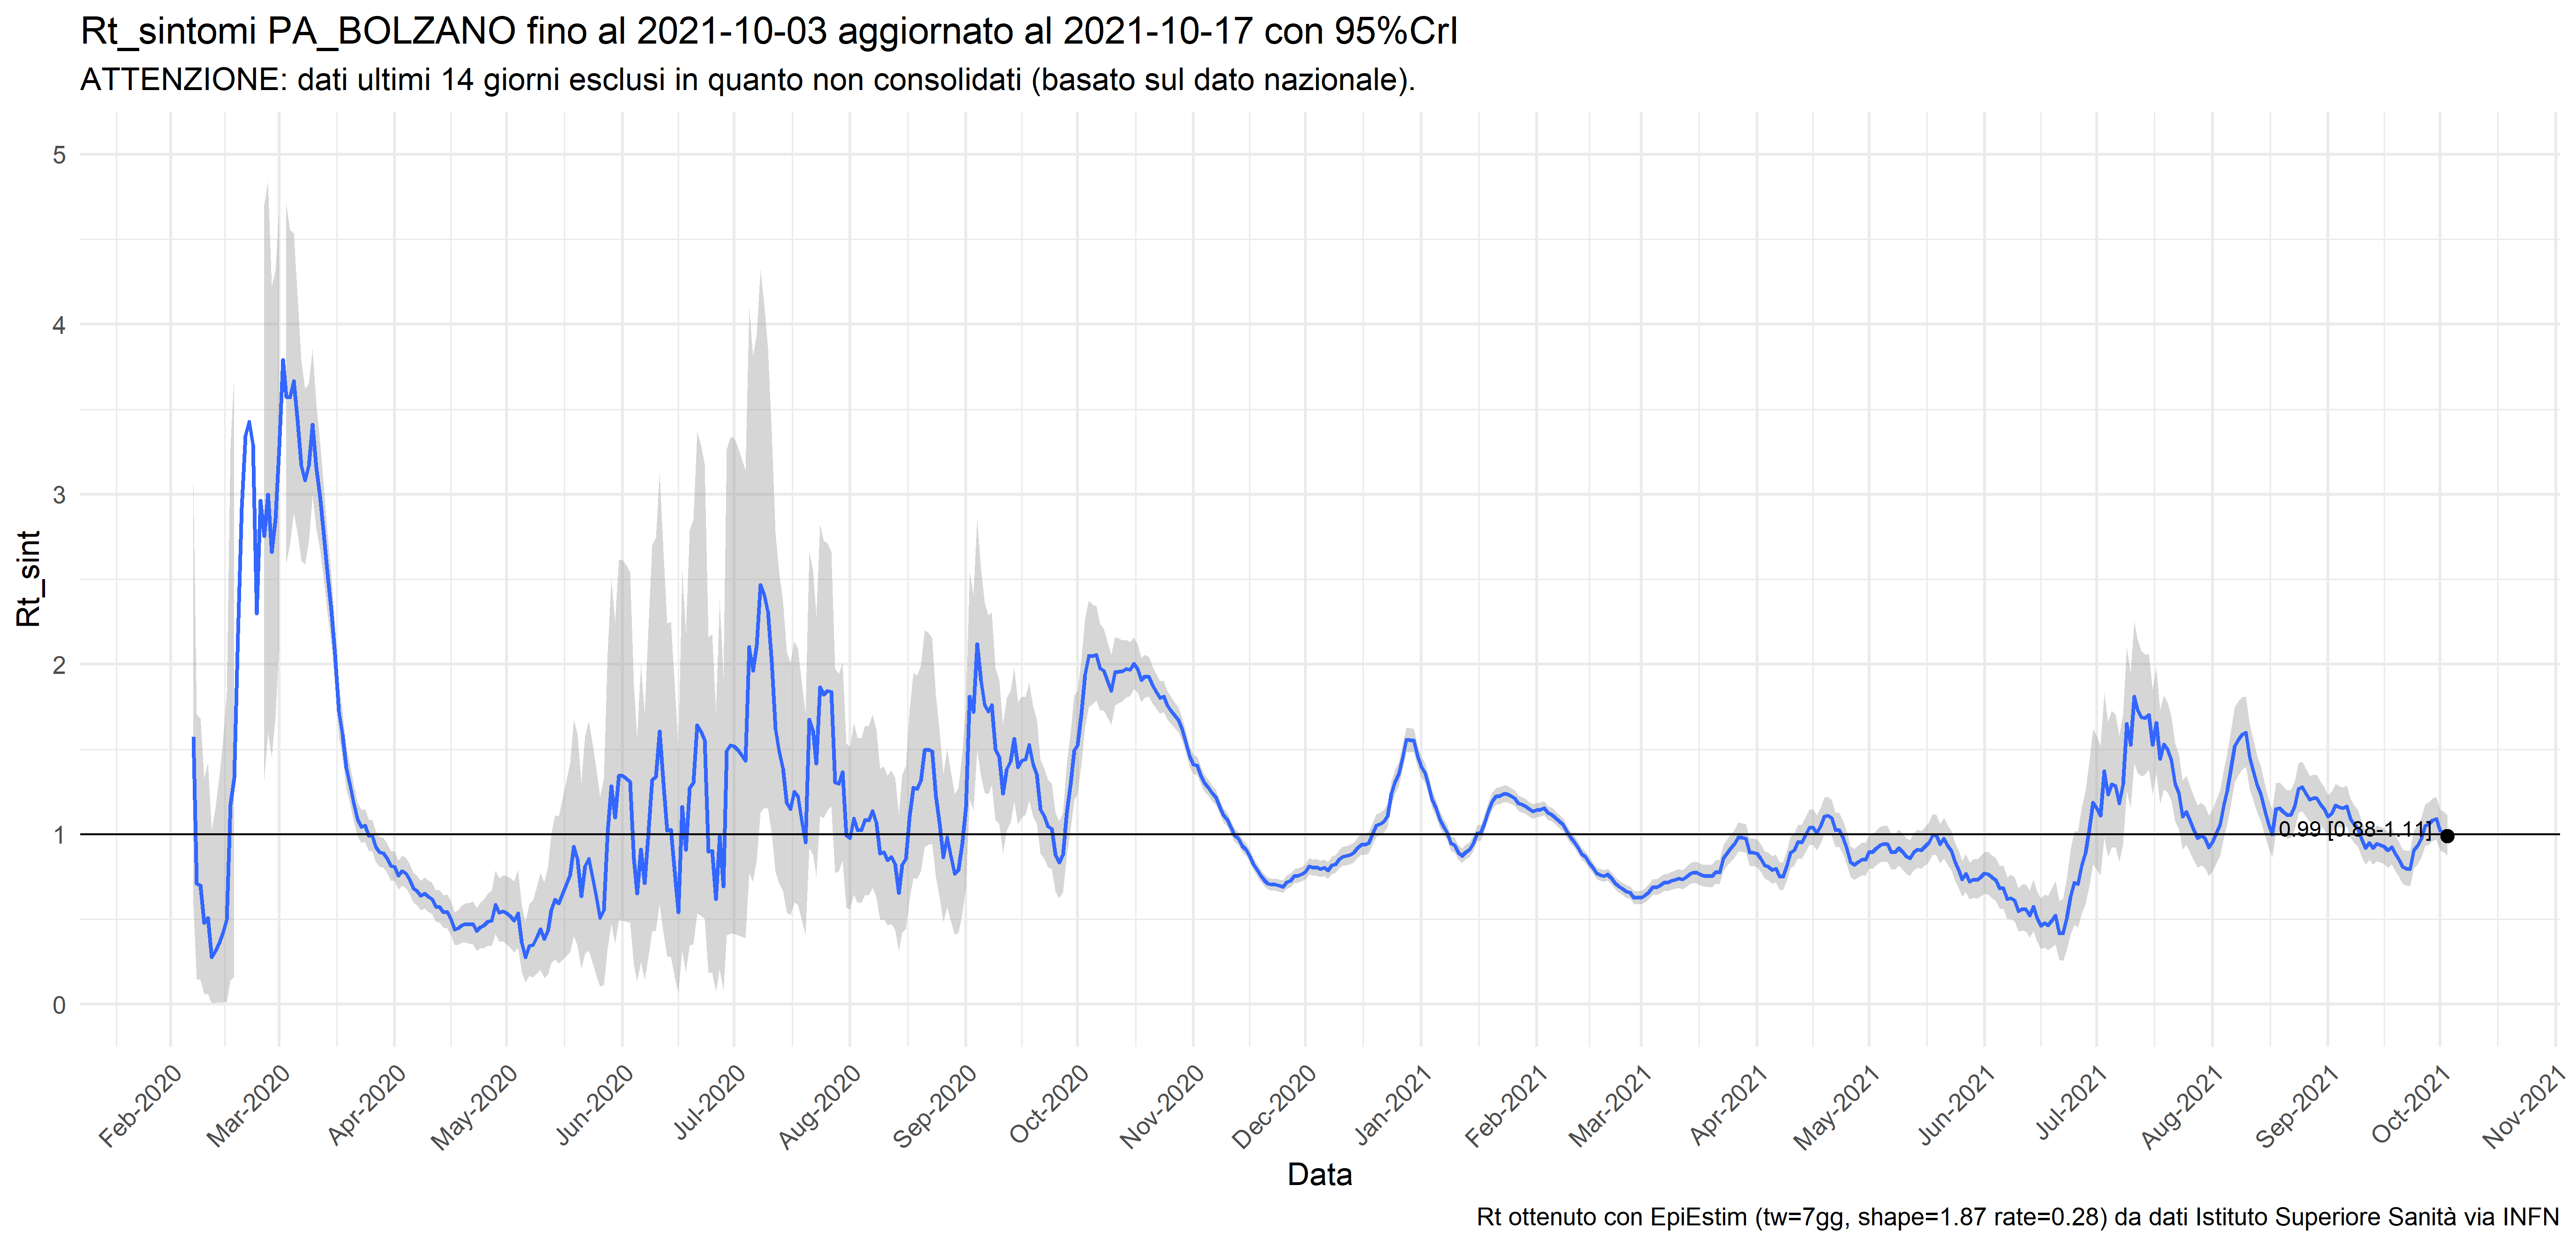 Rt_sintomi PA_BOLZANO fino al 2021-10-03 aggiornato al 2021-10-17 con 95%CrI
ATTENZIONE: dati ultimi 14 giorni esclusi in quanto non consolidati (basato sul dato nazionale).
5
4
3
2
1
0
Rt_sint
0.99 [0.88-1.11]
Feb-2020
Mar-2020
Apr-2020
May-2020
Jun-2020
Jul-2020
Aug-2020
Sep-2020
Oct-2020
Nov-2020
Dec-2020
Jan-2021
Feb-2021
Mar-2021
Apr-2021
May-2021
Jun-2021
Jul-2021
Aug-2021
Sep-2021
Oct-2021
Nov-2021
Data
Rt ottenuto con EpiEstim (tw=7gg, shape=1.87 rate=0.28) da dati Istituto Superiore Sanità via INFN